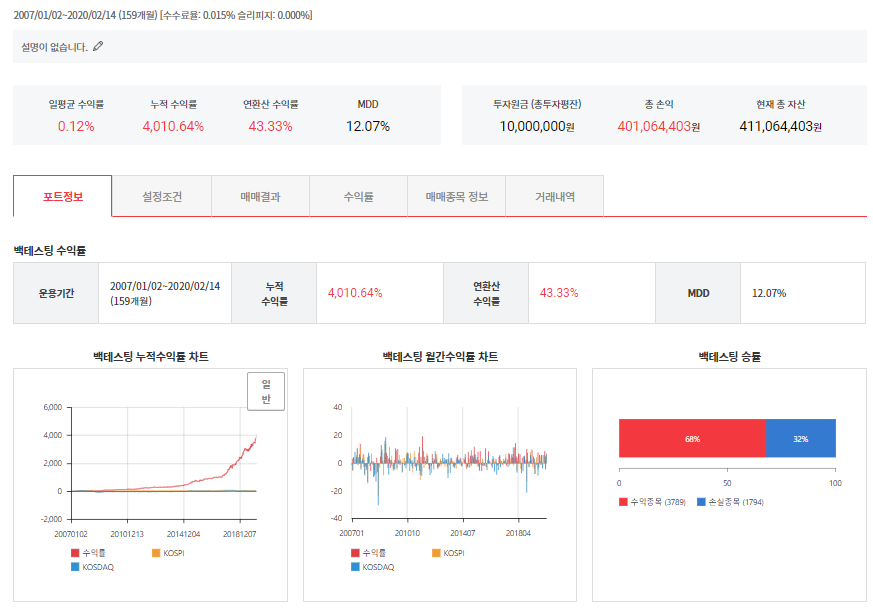 2007/01/02~2020/02/14 (159개월) [수수료율: 0.015% 슬리피지: 0.000%]
설명이 없습니다.
일평균 수익률 누적 수익률 연환산 수익률 MDD
0.12% 4,010.64% 43.33% 12.07%
투자원금 (총투자평잔) 총 손익 현재 총 자산
10,000,000원 401,064,403원 411,064,403원
포트정보 설정조건 매매결과 수익률 매매종목 정보 거래내역
백테스팅 수익률
운용기간 2007/01/02~2020/02/14 (159개월)
누적 수익률 4,010.64%
연환산 수익률 43.33%
MDD 12.07%
백테스팅 누적수익률 차트
일반
6,000
4,000
2,000
0
-2,000
20070102 20101213 20141204 20181207
수익률 KOSPI
KOSDAQ
백테스팅 월간수익률 차트
40
20
0
-20
-40
200701 201010 201407 201804
수익률 KOSPI
KOSDAQ
백테스팅 승률
68% 32%
0 50 100
수익종목 (3789) 손실종목 (1794)